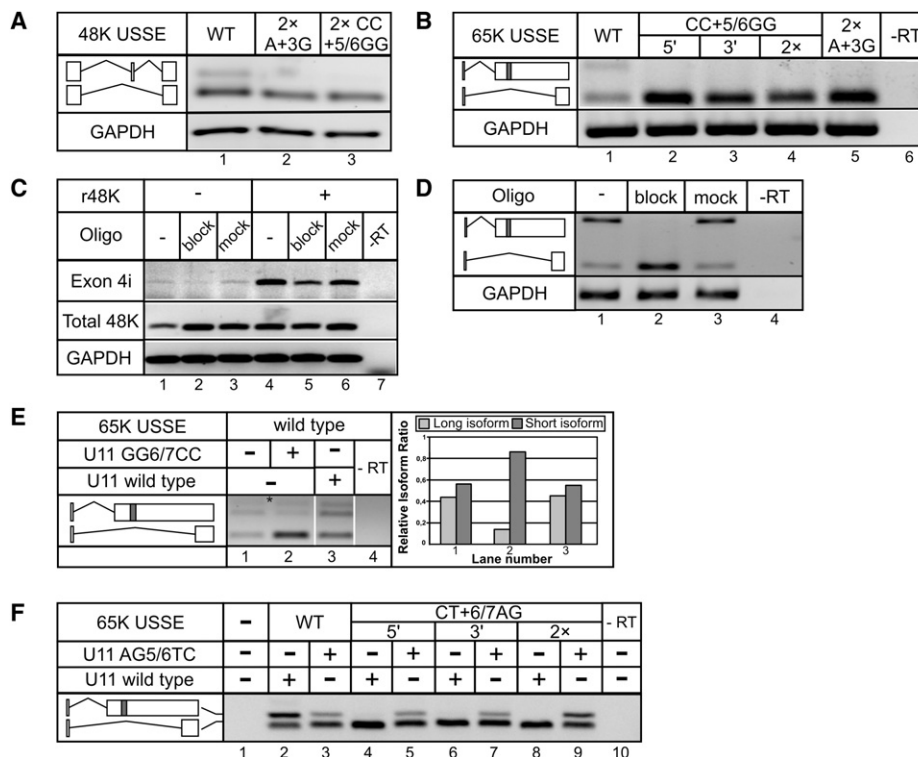 A
48K USSE
WT
2×
A+3G
2× CC
+5/6GG
GAPDH
1 2 3
B
65K USSE
WT
CC+5/6GG
5' 3' 2×
2×
A+3G
-RT
GAPDH
1 2 3 4 5 6
C
r48K - +
Oligo - block mock - block mock -RT
Exon 4i
Total 48K
GAPDH
1 2 3 4 5 6 7
D
Oligo - block mock -RT
GAPDH
1 2 3 4
E
65K USSE wild type
U11 GG6/7CC - + -
- RT
U11 wild type - +
*
1 2 3 4
Long isoform Short isoform
Relative Isoform Ratio
1
0,8
0,6
0,4
0,2
0
1 2 3
Lane number
F
65K USSE - WT CT+6/7AG - RT
5' 3' 2×
U11 AG5/6TC - - + - + - + - + -
U11 wild type - + - + - + - + - -
1 2 3 4 5 6 7 8 9 10